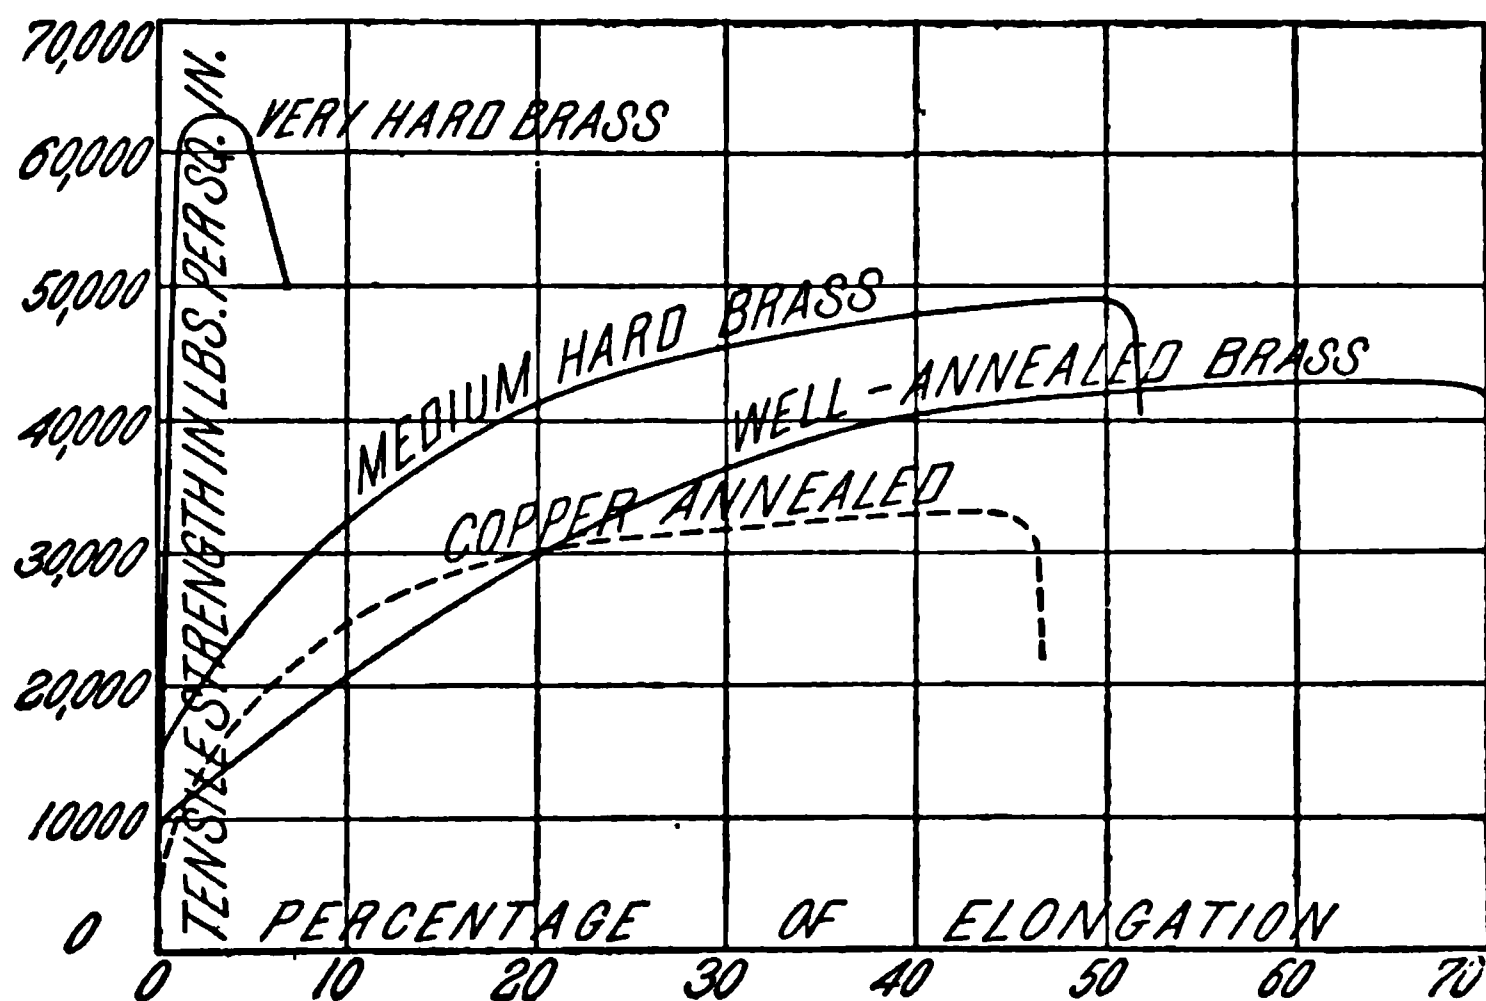 70,000
60,000
50,000
40,000
30,000
20,000
10000
0
TENSILE STRENGTH IN LBS. PER SQ. IN.
VERY HARD BRASS
MEDIUM HARD BRASS
WELL-ANNEALED BRASS
COPPER ANNEALED
PERCENTAGE OF ELONGATION
0 10 20 30 40 50 60 70